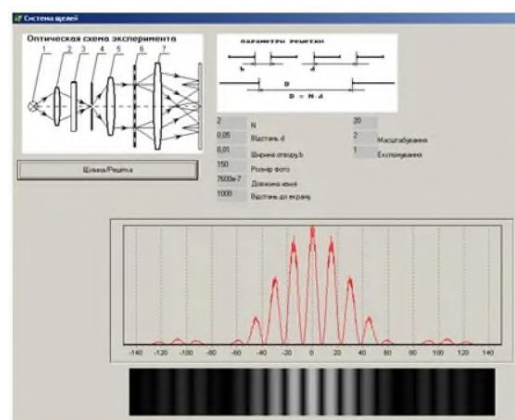 Система щелей
Оптическая схема эксперимента
1 2 3 4 5 6 7
ПАРАМЕТРЫ РЕШЕТКИ
b d
D
D = N·d
2 N 20
0,05 Відстань d 2 Масштабування
0,01 Ширина отвору b 1 Експонування
150 Розмір фото
7600e-7 Довжина хвилі
1000 Відстань до екрану
Щілина/Решітка
-140 -120 -100 -80 -60 -40 -20 0 20 40 60 80 100 120 140